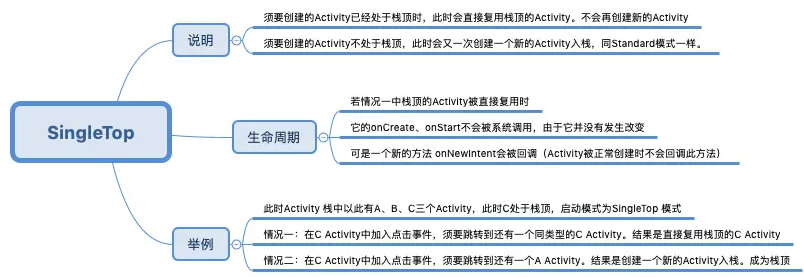 SingleTop
说明
须要创建的Activity已经处于栈顶时，此时会直接复用栈顶的Activity。不会再创建新的Activity
须要创建的Activity不处于栈顶，此时会又一次创建一个新的Activity入栈，同Standard模式一样。
生命周期
若情况一中栈顶的Activity被直接复用时
它的onCreate、onStart不会被系统调用，由于它并没有发生改变
可是一个新的方法 onNewIntent会被回调（Activity被正常创建时不会回调此方法）
举例
此时Activity 栈中以此有A、B、C三个Activity，此时C处于栈顶，启动模式为SingleTop 模式
情况一：在C Activity中加入点击事件，须要跳转到还有一个同类型的C Activity。结果是直接复用栈顶的C Activity
情况二：在C Activity中加入点击事件，须要跳转到还有一个A Activity。结果是创建一个新的Activity入栈。成为栈顶